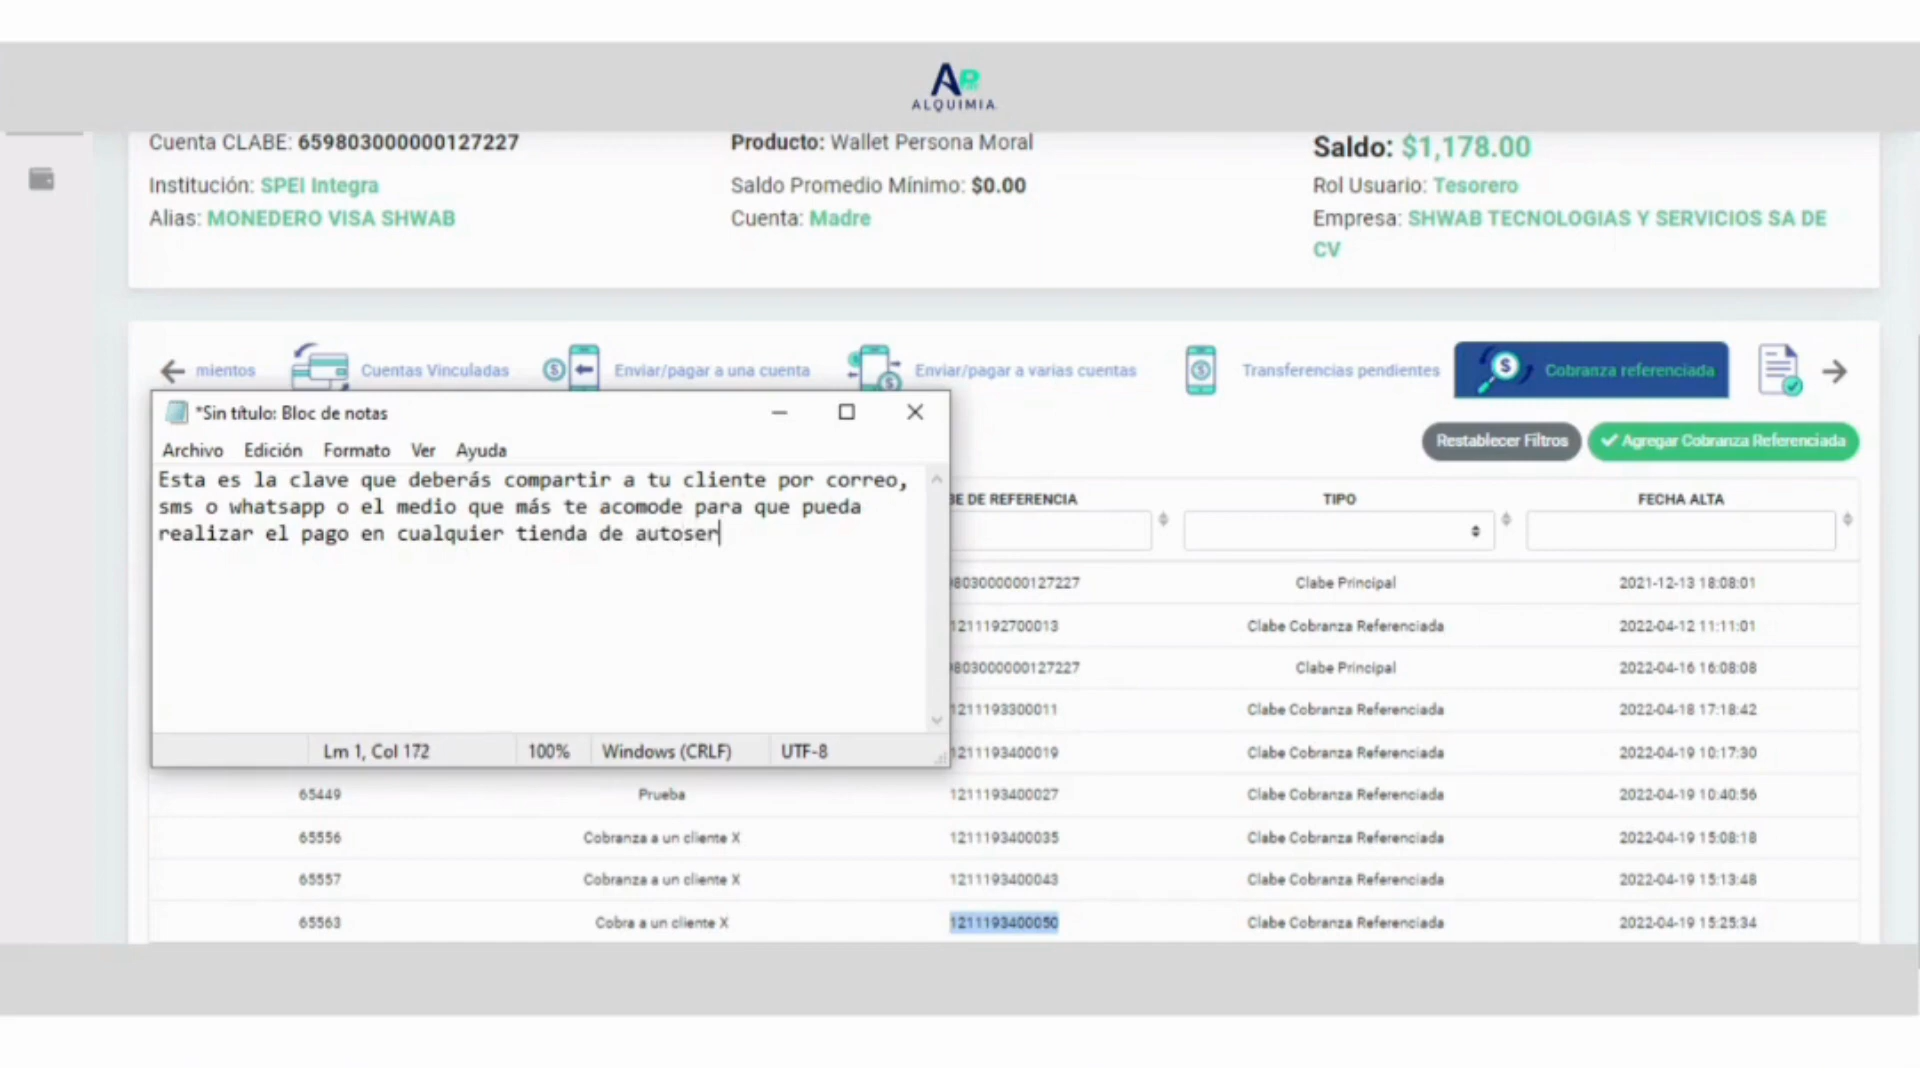 AP
ALQUIMIA
Cuenta CLABE: 659803000000127227
Producto: Wallet Persona Moral
Saldo: $1,178.00
Institución: SPEI Integra
Saldo Promedio Mínimo: $0.00
Rol Usuario: Tesorero
Alias: MONEDERO VISA SHWAB
Cuenta: Madre
Empresa: SHWAB TECNOLOGIAS Y SERVICIOS SA DE
CV
mientos
Cuentas Vinculadas
Enviar/pagar a una cuenta
Enviar/pagar a varias cuentas
Transferencias pendientes
Cobranza referenciada
*Sin título: Bloc de notas
Archivo Edición Formato Ver Ayuda
Esta es la clave que deberás compartir a tu cliente por correo,
sms o whatsapp o el medio que más te acomode para que pueda
realizar el pago en cualquier tienda de autoser
Lm 1, Col 172 100% Windows (CRLF) UTF-8
Restablecer Filtros
Agregar Cobranza Referenciada
BE DE REFERENCIA TIPO FECHA ALTA
9803000000127227 Clabe Principal 2021-12-13 18:08:01
1211192700013 Clabe Cobranza Referenciada 2022-04-12 11:11:01
9803000000127227 Clabe Principal 2022-04-16 16:08:08
1211193300011 Clabe Cobranza Referenciada 2022-04-18 17:18:42
1211193400019 Clabe Cobranza Referenciada 2022-04-19 10:17:30
65449 Prueba 1211193400027 Clabe Cobranza Referenciada 2022-04-19 10:40:56
65556 Cobranza a un cliente X 1211193400035 Clabe Cobranza Referenciada 2022-04-19 15:08:18
65557 Cobranza a un cliente X 1211193400043 Clabe Cobranza Referenciada 2022-04-19 15:13:48
65563 Cobra a un cliente X 1211193400050 Clabe Cobranza Referenciada 2022-04-19 15:25:34